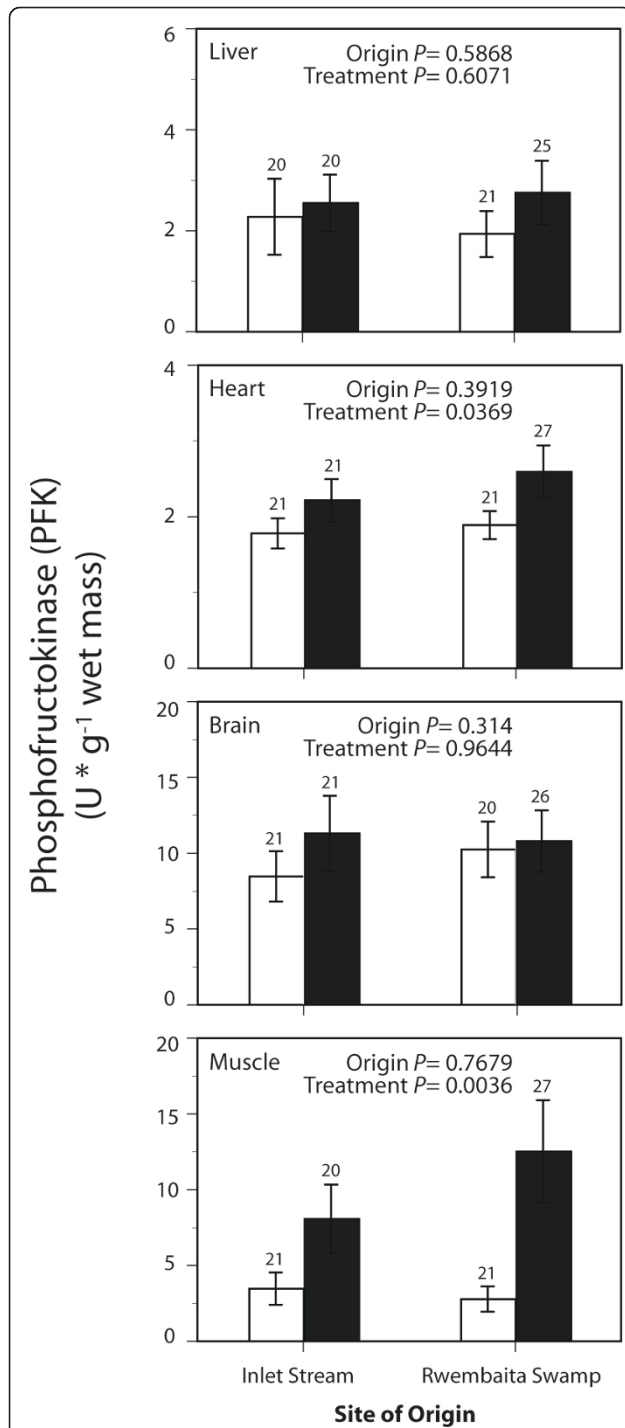 Phosphofructokinase (PFK)
(U * g-1 wet mass)
Liver
Origin P= 0.5868
Treatment P= 0.6071
6
4
2
0
20
20
21
25
Heart
Origin P= 0.3919
Treatment P= 0.0369
4
2
0
21
21
21
27
Brain
Origin P= 0.314
Treatment P= 0.9644
20
15
10
5
0
21
21
20
26
Muscle
Origin P= 0.7679
Treatment P= 0.0036
20
15
10
5
0
21
20
21
27
Inlet Stream Rwembaita Swamp
Site of Origin